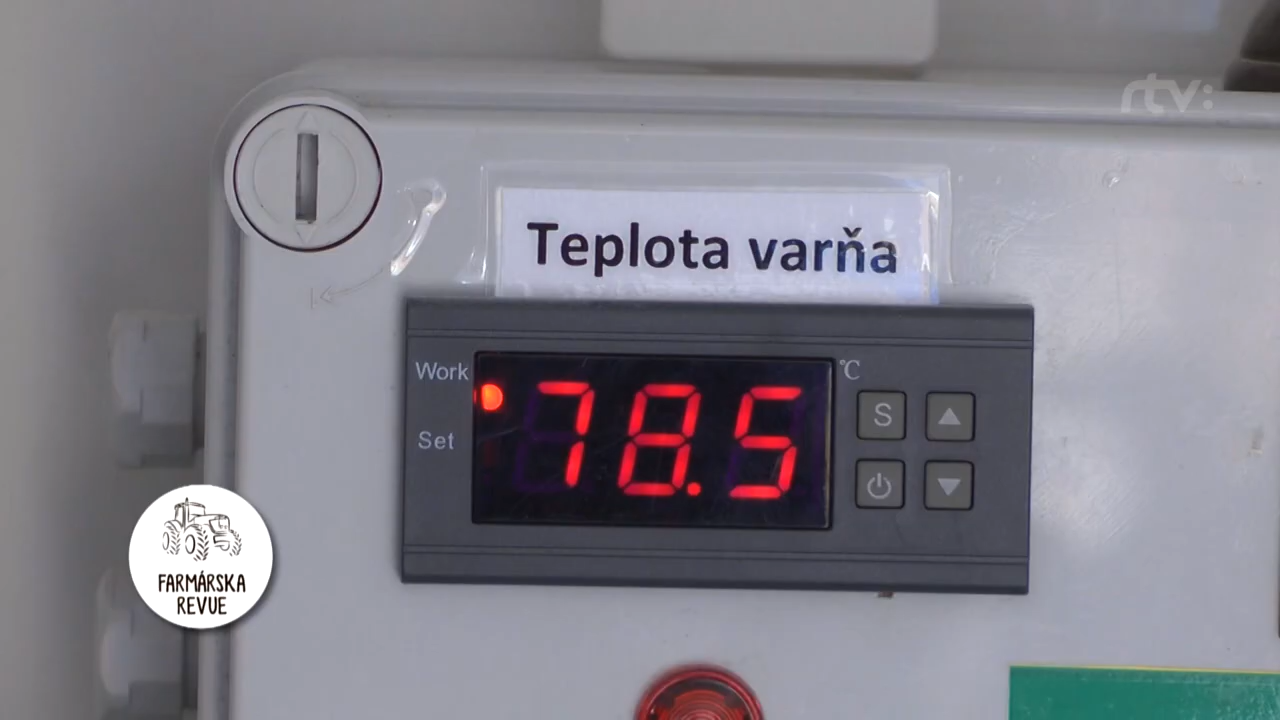 rtv:
Teplota varňa
Work
Set
78.5
℃
S
FARMÁRSKA
REVUE